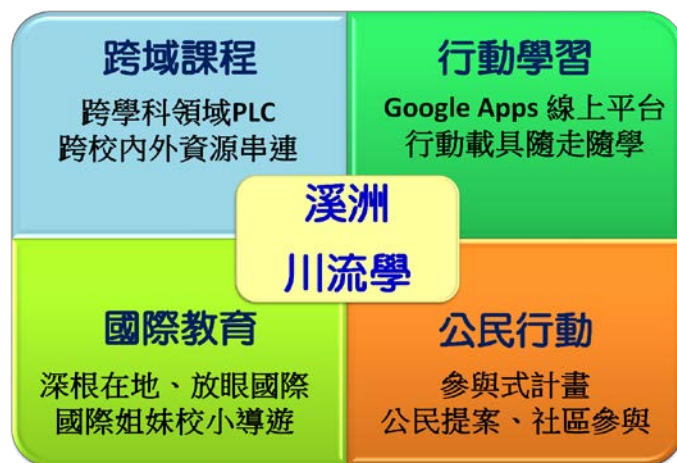 跨域課程
跨學科領域PLC
跨校內外資源串連
行動學習
Google Apps 線上平台
行動載具隨走隨學
溪洲
川流學
國際教育
深根在地、放眼國際
國際姐妹校小導遊
公民行動
參與式計畫
公民提案、社區參與